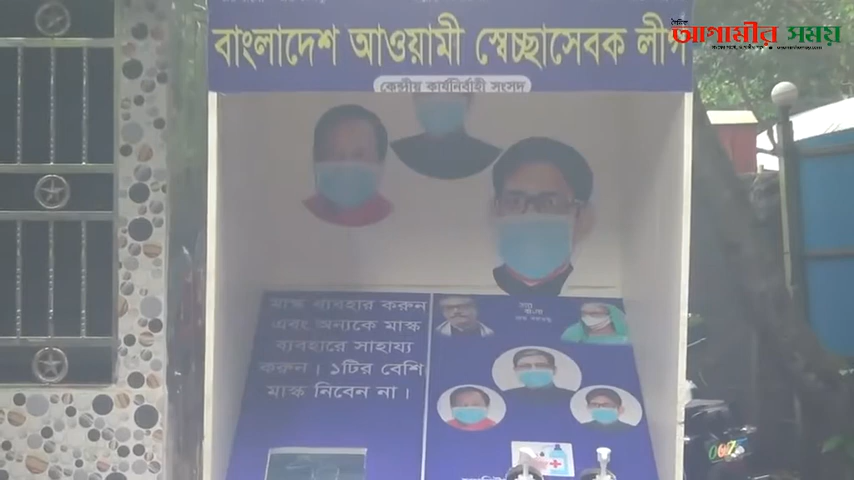 দৈনিক
আগামীর সময়
বাংলাদেশ আওয়ামী স্বেচ্ছাসেবক লীগ
কেন্দ্রীয় কার্যনির্বাহী সংসদ
মাস্ক ব্যবহার করুন
এবং অন্যকে মাস্ক
ব্যবহারে সাহায্য
করুন। ১টির বেশি
মাস্ক নিবেন না।